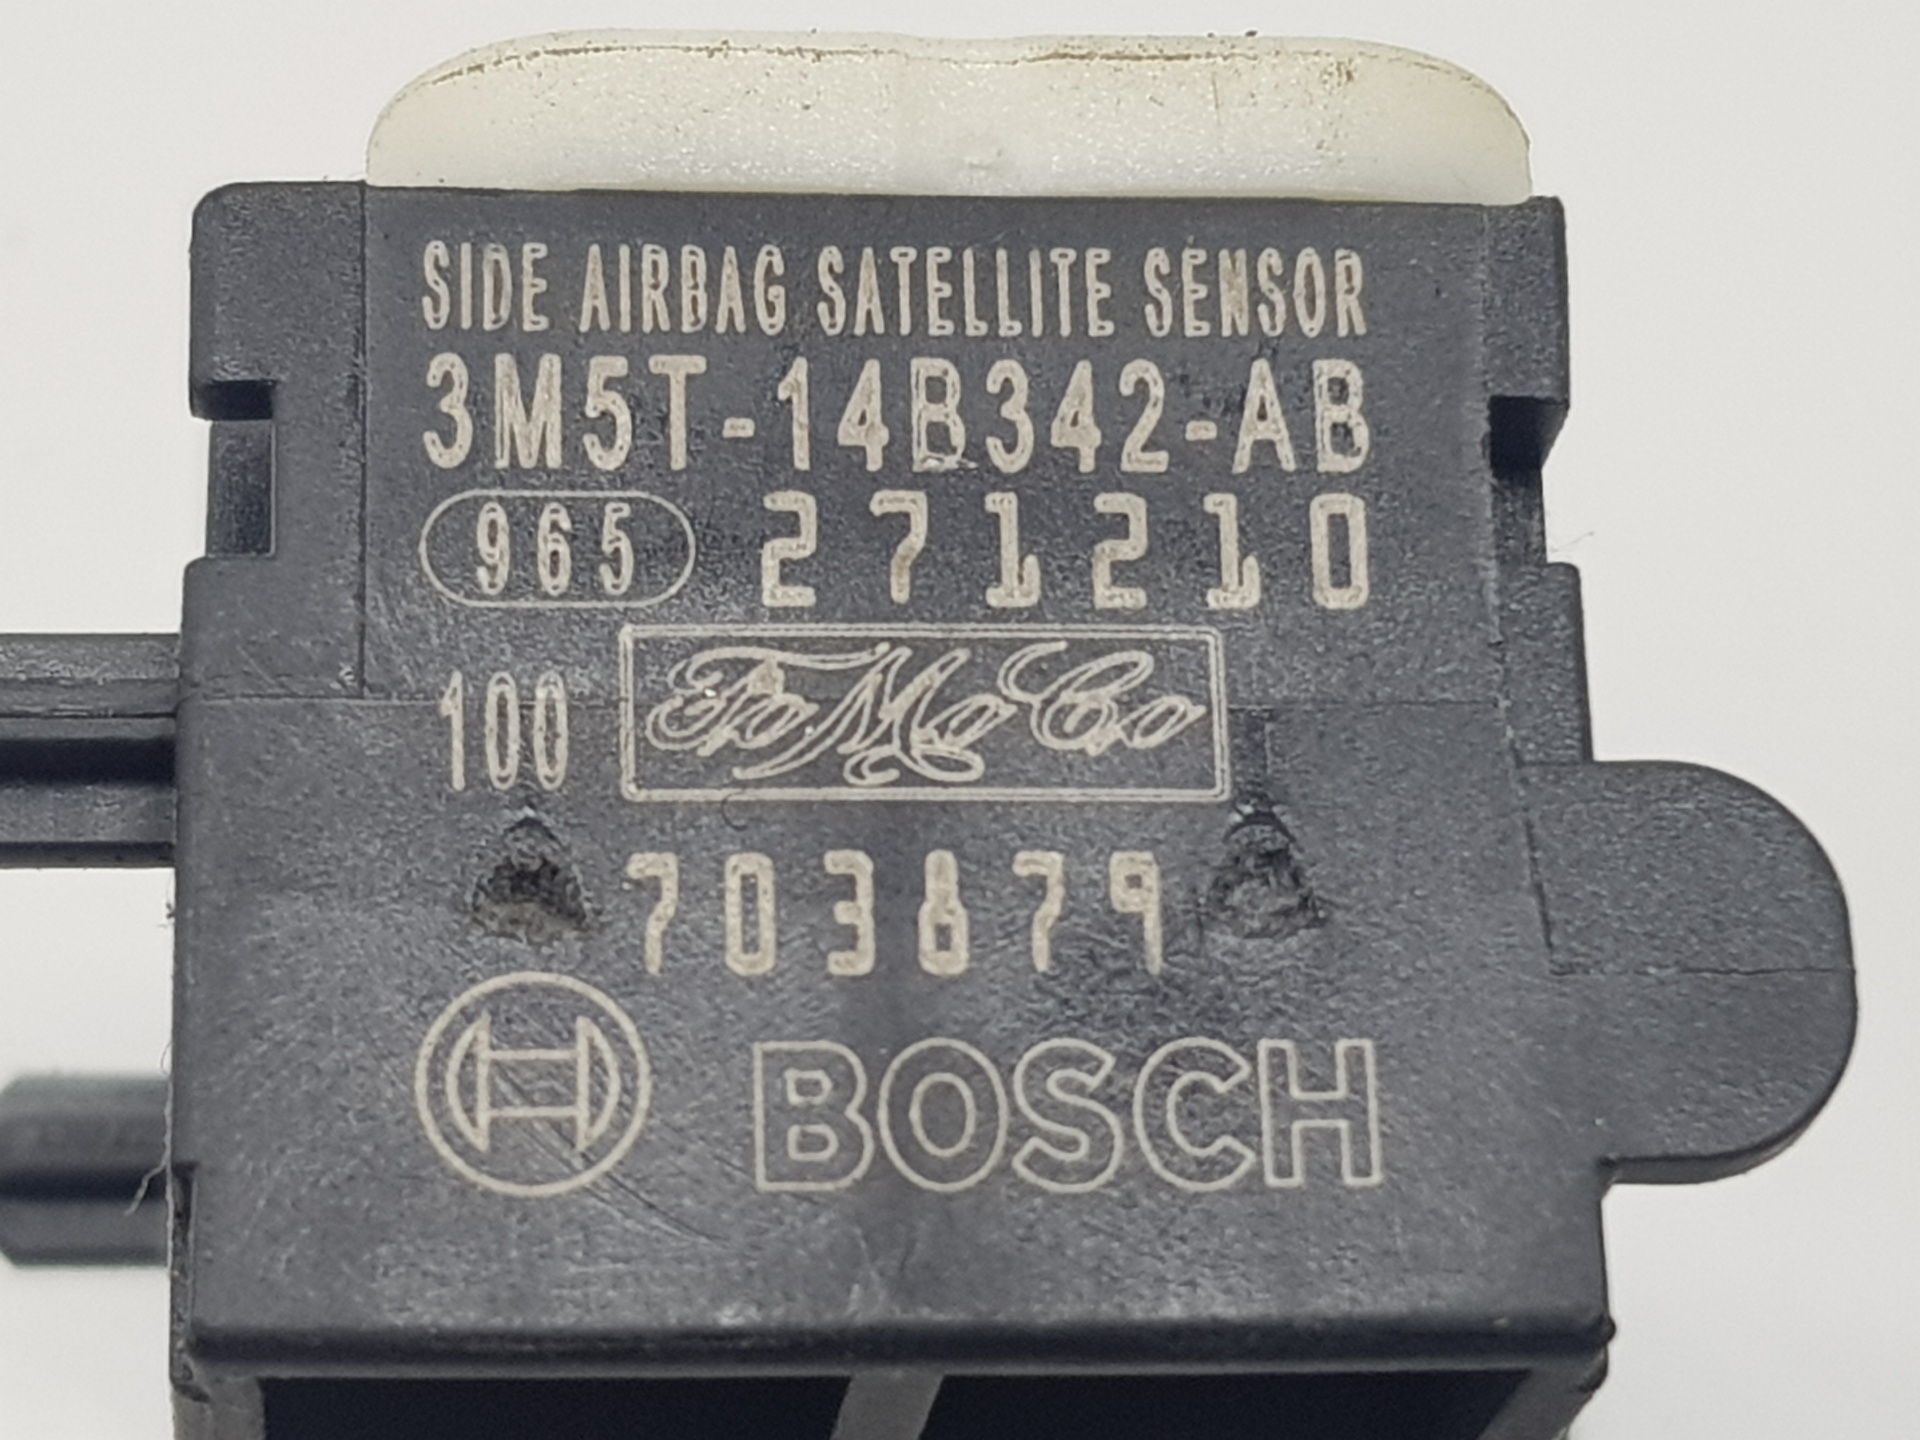 SIDE AIRBAG SATELLITE SENSOR
3M5T-14B342-AB
965 271210
100 FoMoCo
703879
BOSCH